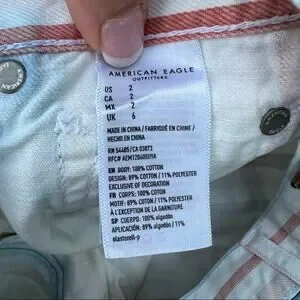 AMERICAN EAGLE
OUTFITTERS
US 2
CA 2
MX 2
UK 6
MADE IN CHINA / FABRIQUÉ EN CHINE /
HECHO EN CHINA
RN 54485/CA 03873
RFC# AEM1206095
EN BODY: 100% COTTON
DESIGN: 89% COTTON / 11% POLYESTER
EXCLUSIVE OF DECORATION
FR CORPS: 100% COTON
MOTIF: 89% COTON / 11% POLYESTER
À L'EXCEPTION DE LA GARNITURE
SP CUERPO: 100% algodón
APLICACIÓN: 89% algodón / 11%
elasterell-p